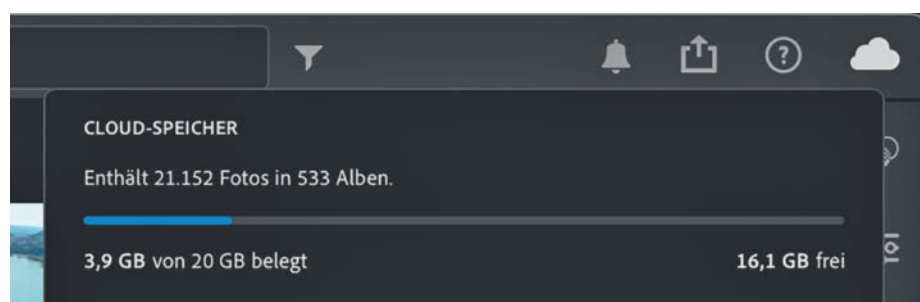 CLOUD-SPEICHER
Enthält 21.152 Fotos in 533 Alben.
3,9 GB von 20 GB belegt 16,1 GB frei